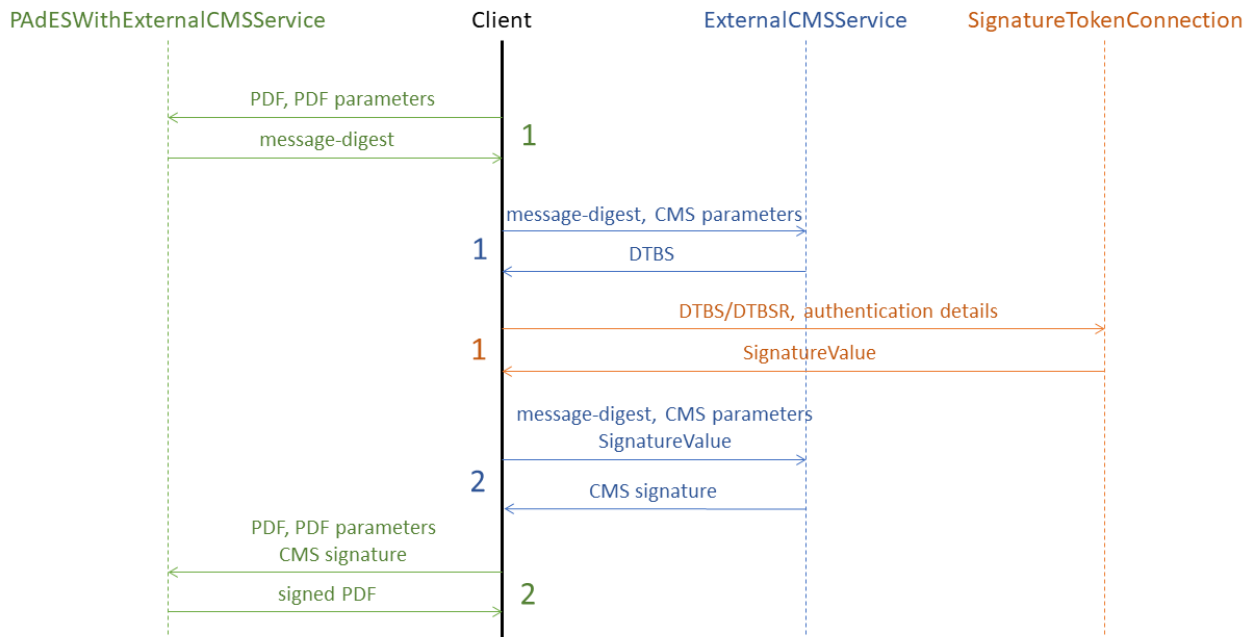 PAdESWithExternalCMSService
Client
ExternalCMSService
SignatureTokenConnection
PDF, PDF parameters
message-digest
1
message-digest, CMS parameters
1
DTBS
DTBS/DTBSR, authentication details
1
SignatureValue
message-digest, CMS parameters
SignatureValue
2
CMS signature
PDF, PDF parameters
CMS signature
signed PDF
2